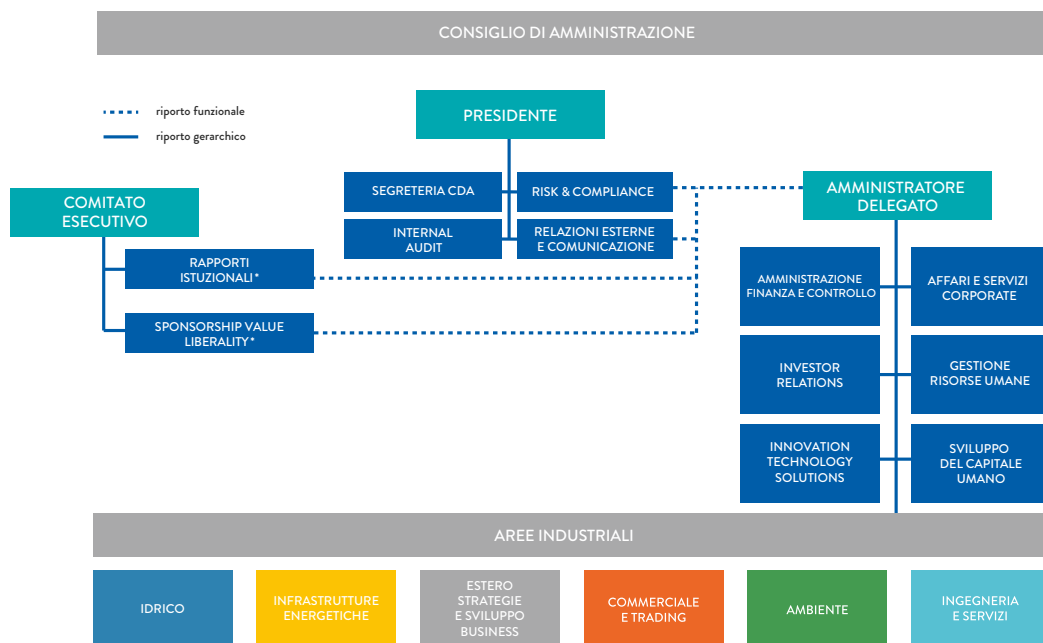 CONSIGLIO DI AMMINISTRAZIONE
riporto funzionale
riporto gerarchico
PRESIDENTE
SEGRETERIA CDA
RISK & COMPLIANCE
INTERNAL
AUDIT
RELAZIONI ESTERNE
E COMUNICAZIONE
COMITATO
ESECUTIVO
RAPPORTI
ISTUZIONALI*
SPONSORSHIP VALUE
LIBERALITY*
AMMINISTRATORE
DELEGATO
AMMINISTRAZIONE
FINANZA E CONTROLLO
AFFARI E SERVIZI
CORPORATE
INVESTOR
RELATIONS
GESTIONE
RISORSE UMANE
INNOVATION
TECHNOLOGY
SOLUTIONS
SVILUPPO
DEL CAPITALE
UMANO
AREE INDUSTRIALI
IDRICO
INFRASTRUTTURE
ENERGETICHE
ESTERO
STRATEGIE
E SVILUPPO
BUSINESS
COMMERCIALE
E TRADING
AMBIENTE
INGEGNERIA
E SERVIZI